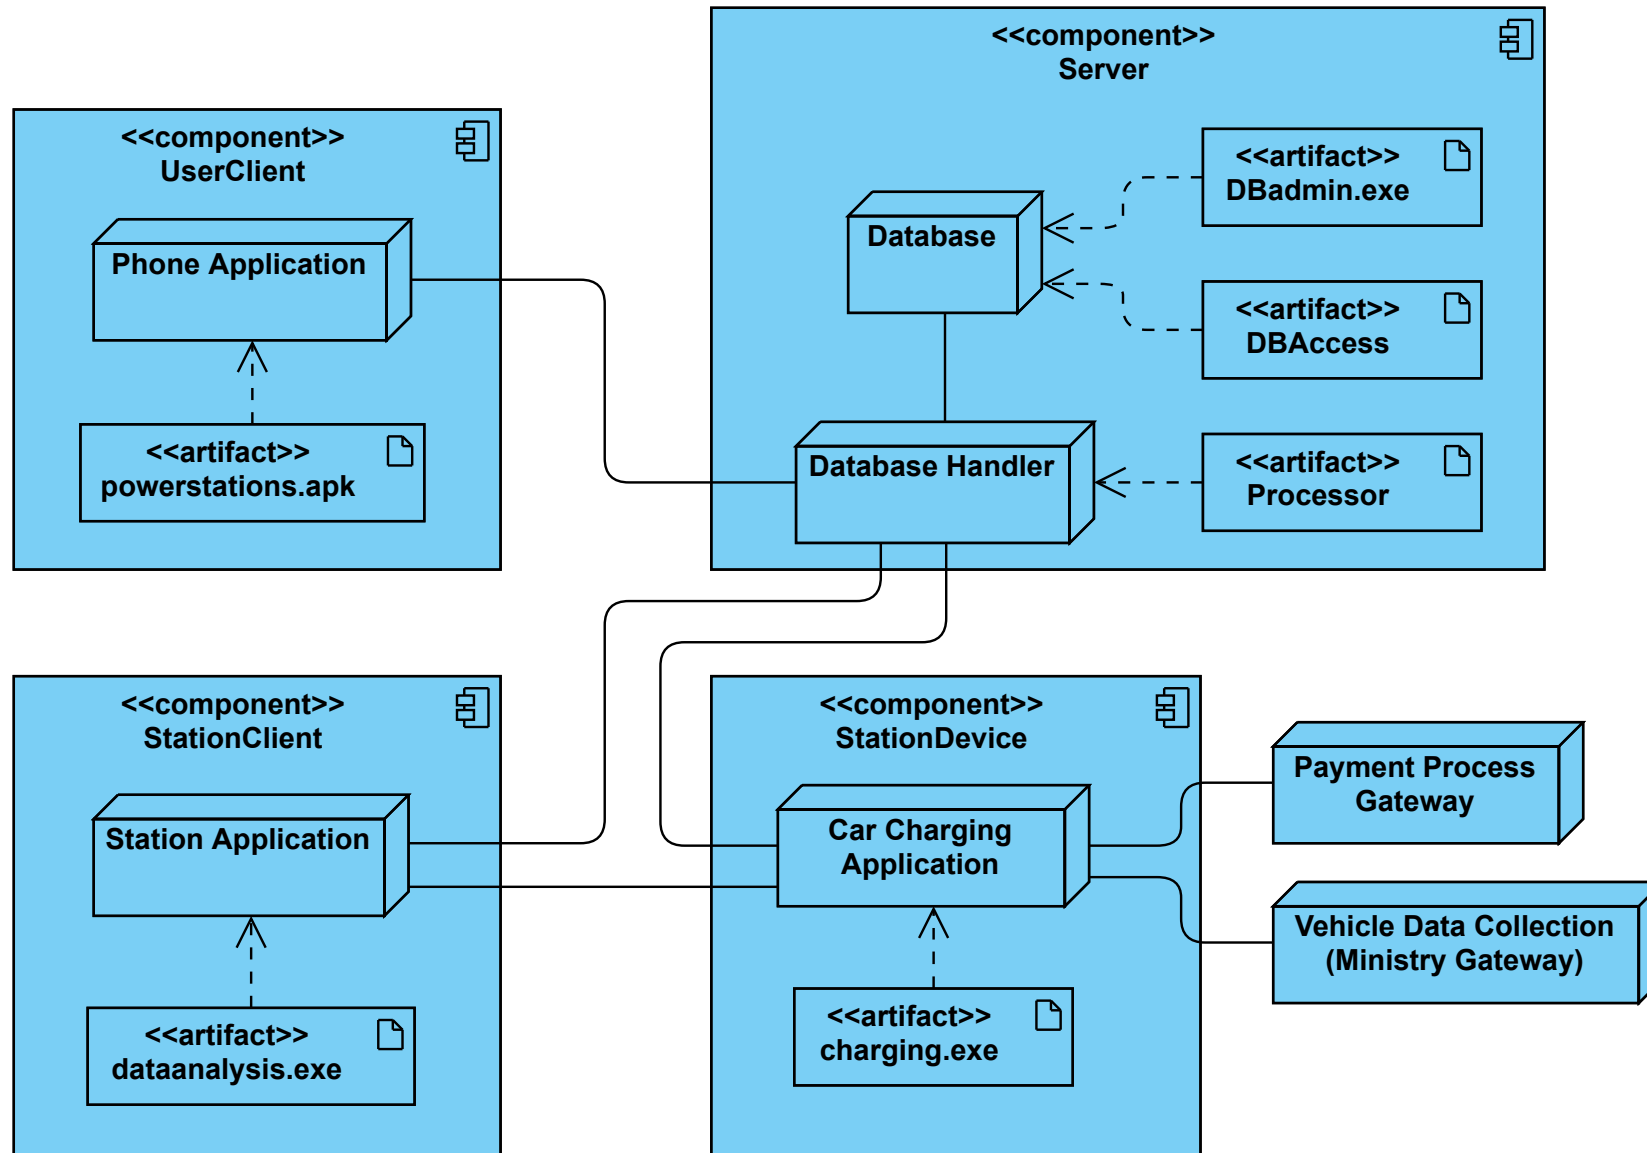 <<component>>
Server
<<component>>
UserClient
<<artifact>>
DBadmin.exe
Database
Phone Application
<<artifact>>
DBAccess
<<artifact>>
powerstations.apk
Database Handler
<<artifact>>
Processor
<<component>>
StationClient
<<component>>
StationDevice
Payment Process
Gateway
Station Application
Car Charging
Application
Vehicle Data Collection
(Ministry Gateway)
<<artifact>>
dataanalysis.exe
<<artifact>>
charging.exe